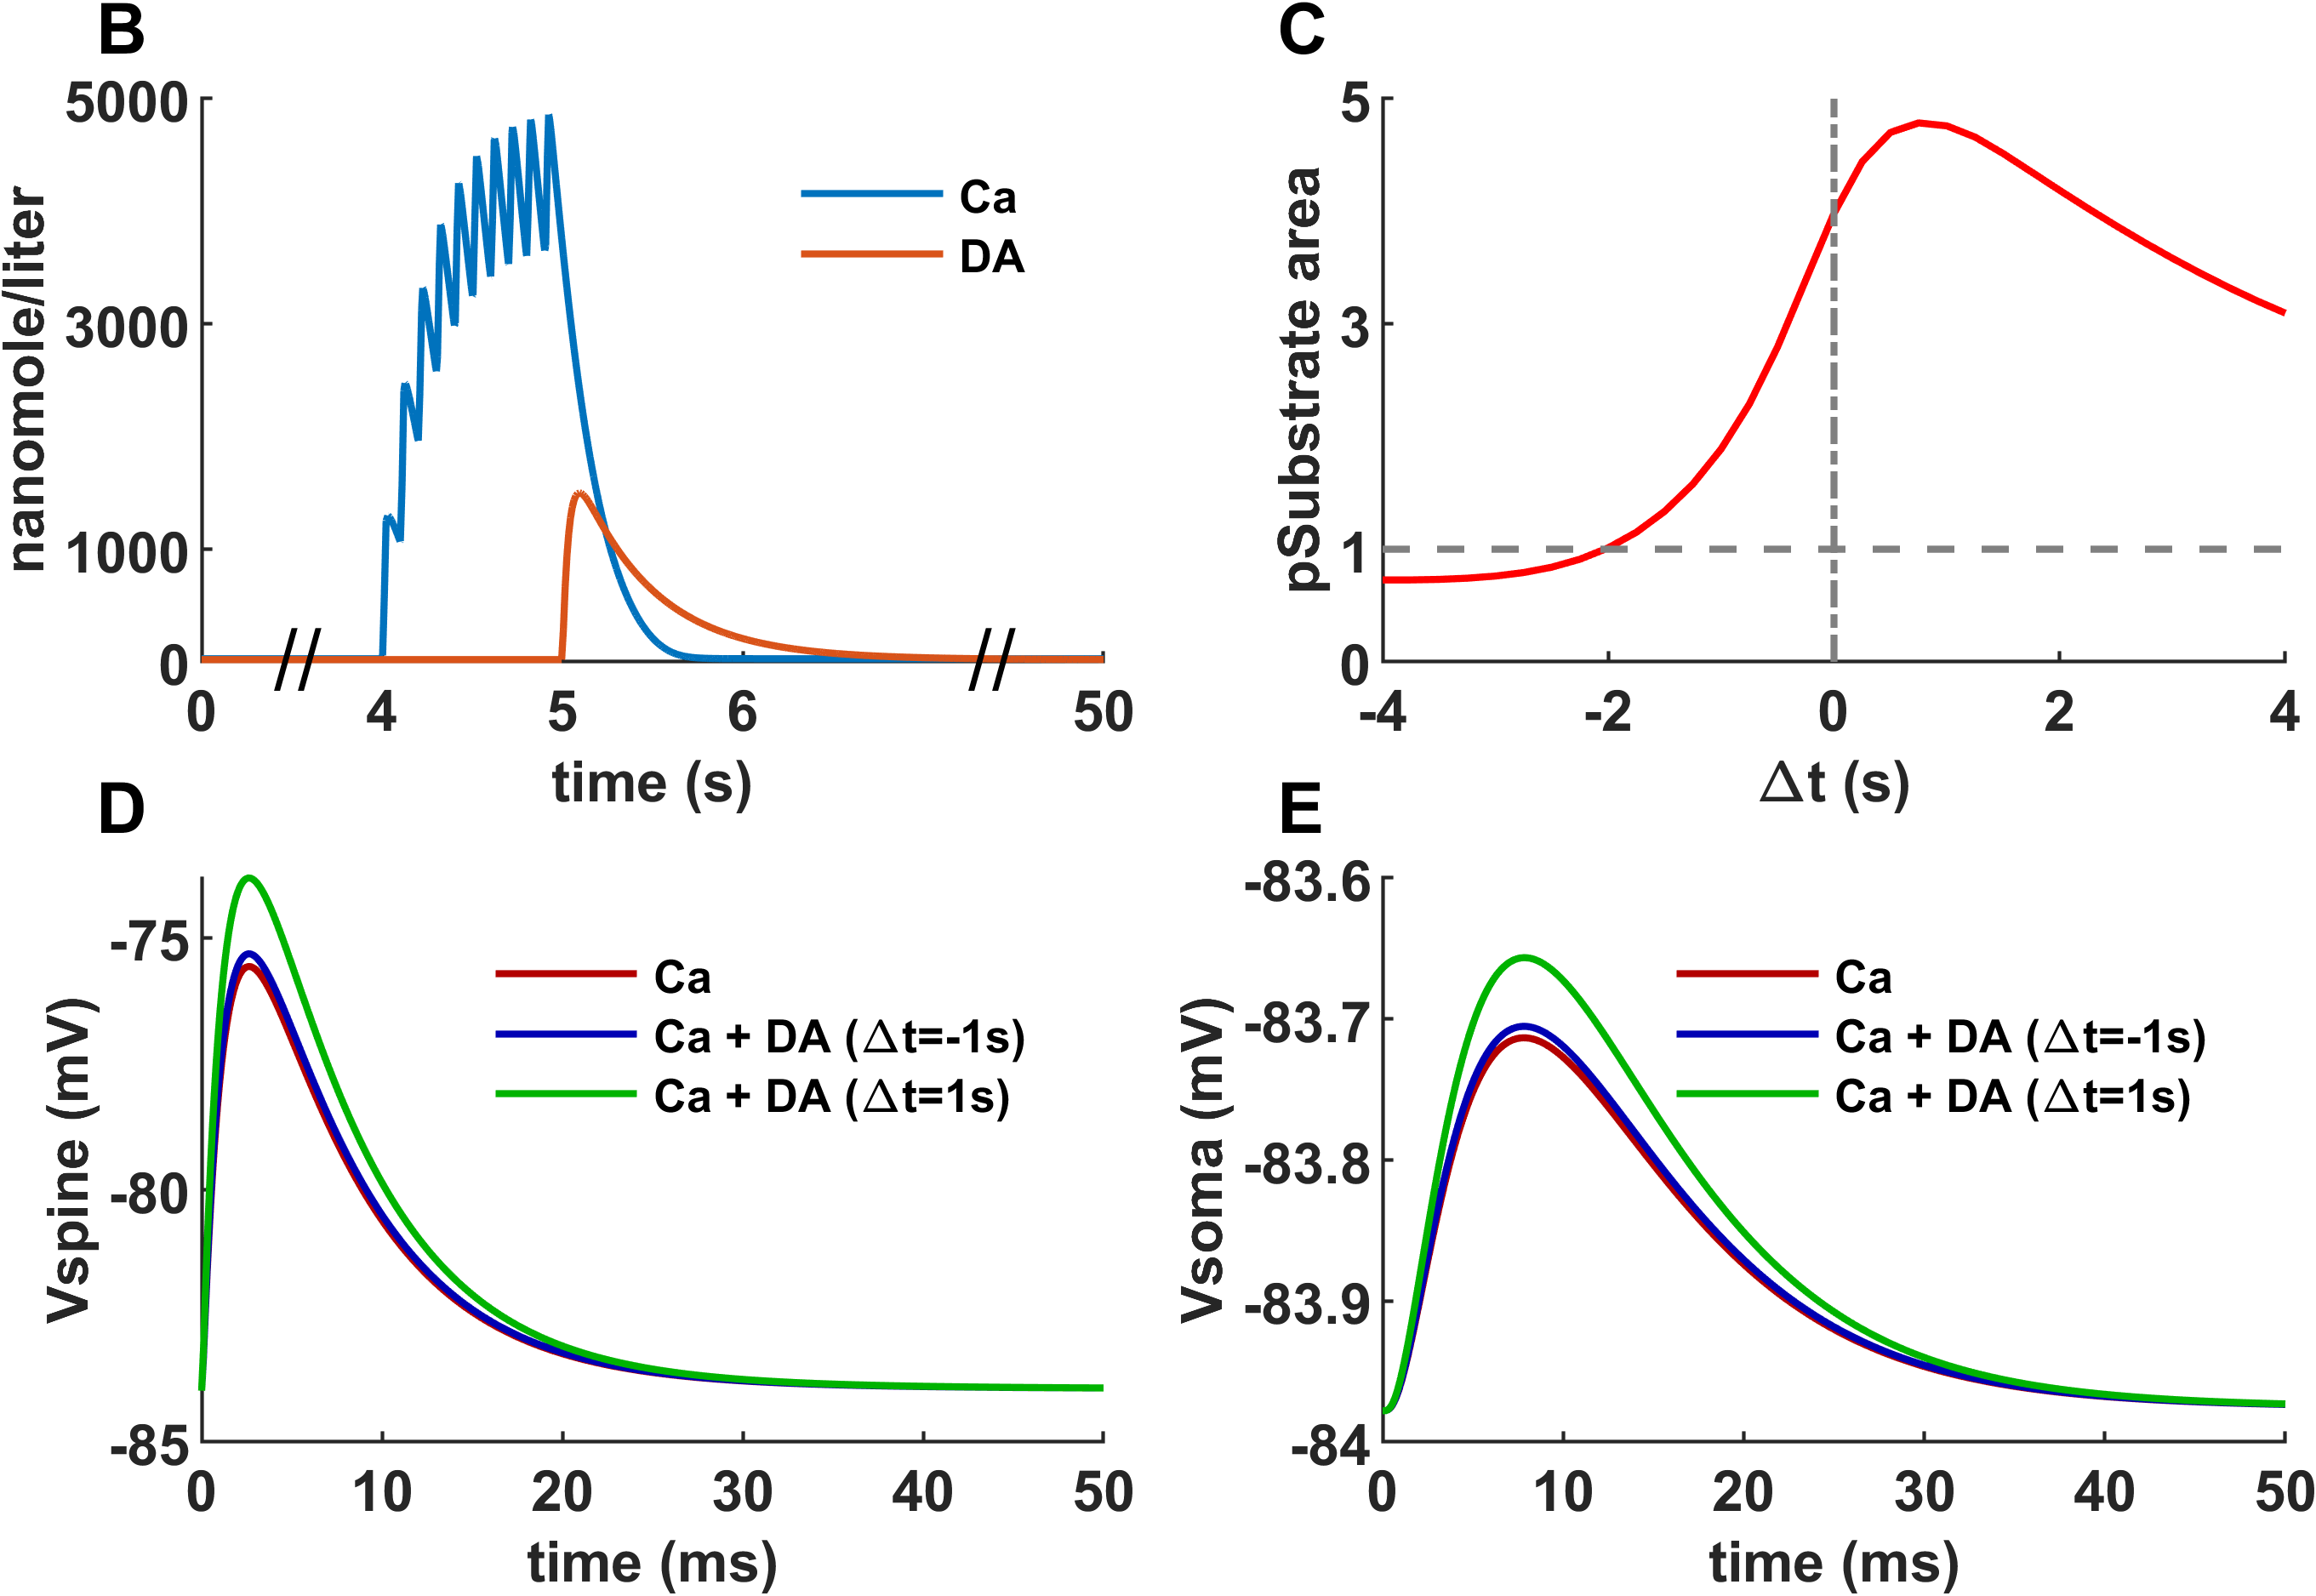 B
nanomole/liter
5000
3000
1000
0
Ca
DA
0 4 5 6 50
time (s)
C
pSubstrate area
5
3
1
0
-4 -2 0 2 4
Δt (s)
D
Vspine (mV)
-75
-80
-85
Ca
Ca + DA (Δt=-1s)
Ca + DA (Δt=1s)
0 10 20 30 40 50
time (ms)
E
Vsoma (mV)
-83.6
-83.7
-83.8
-83.9
-84
Ca
Ca + DA (Δt=-1s)
Ca + DA (Δt=1s)
0 10 20 30 40 50
time (ms)